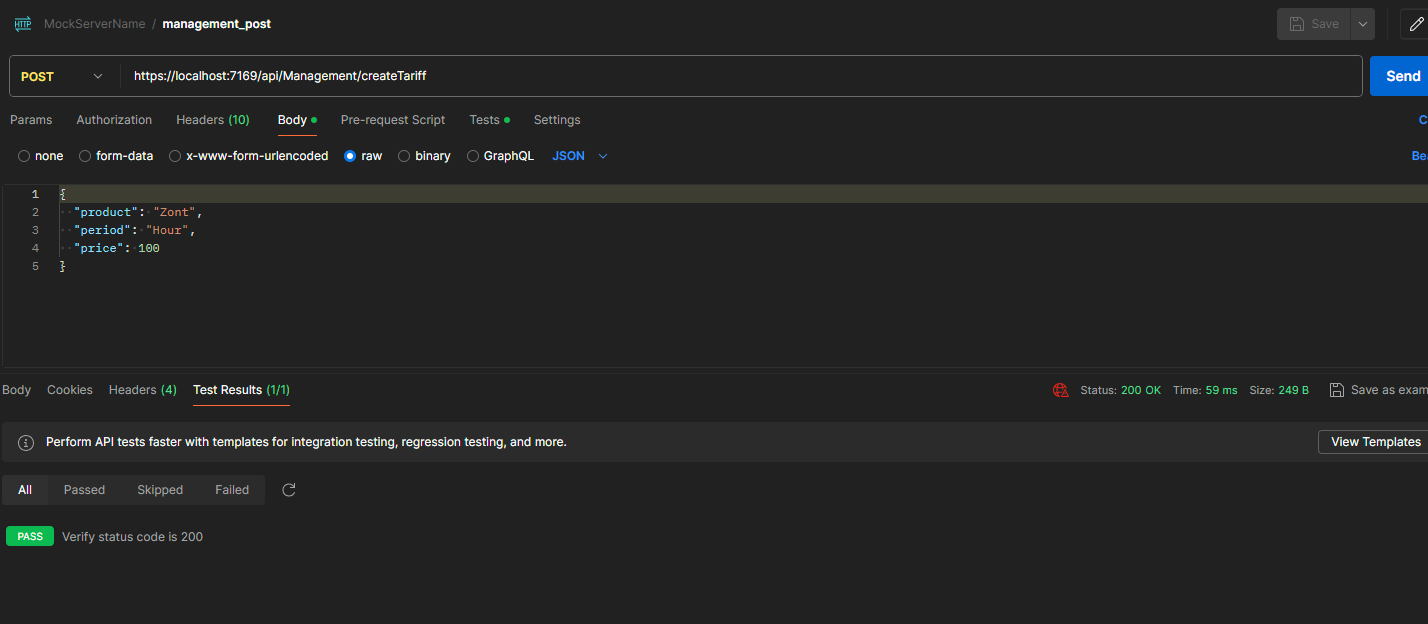 HTTP MockServerName / management_post Save
POST https://localhost:7169/api/Management/createTariff Send
Params Authorization Headers (10) Body Pre-request Script Tests Settings C
none form-data x-www-form-urlencoded raw binary GraphQL JSON Be
1 {
2 "product": "Zont",
3 "period": "Hour",
4 "price": 100
5 }
Body Cookies Headers (4) Test Results (1/1) Status: 200 OK Time: 59 ms Size: 249 B Save as exam
Perform API tests faster with templates for integration testing, regression testing, and more. View Templates
All Passed Skipped Failed
PASS Verify status code is 200